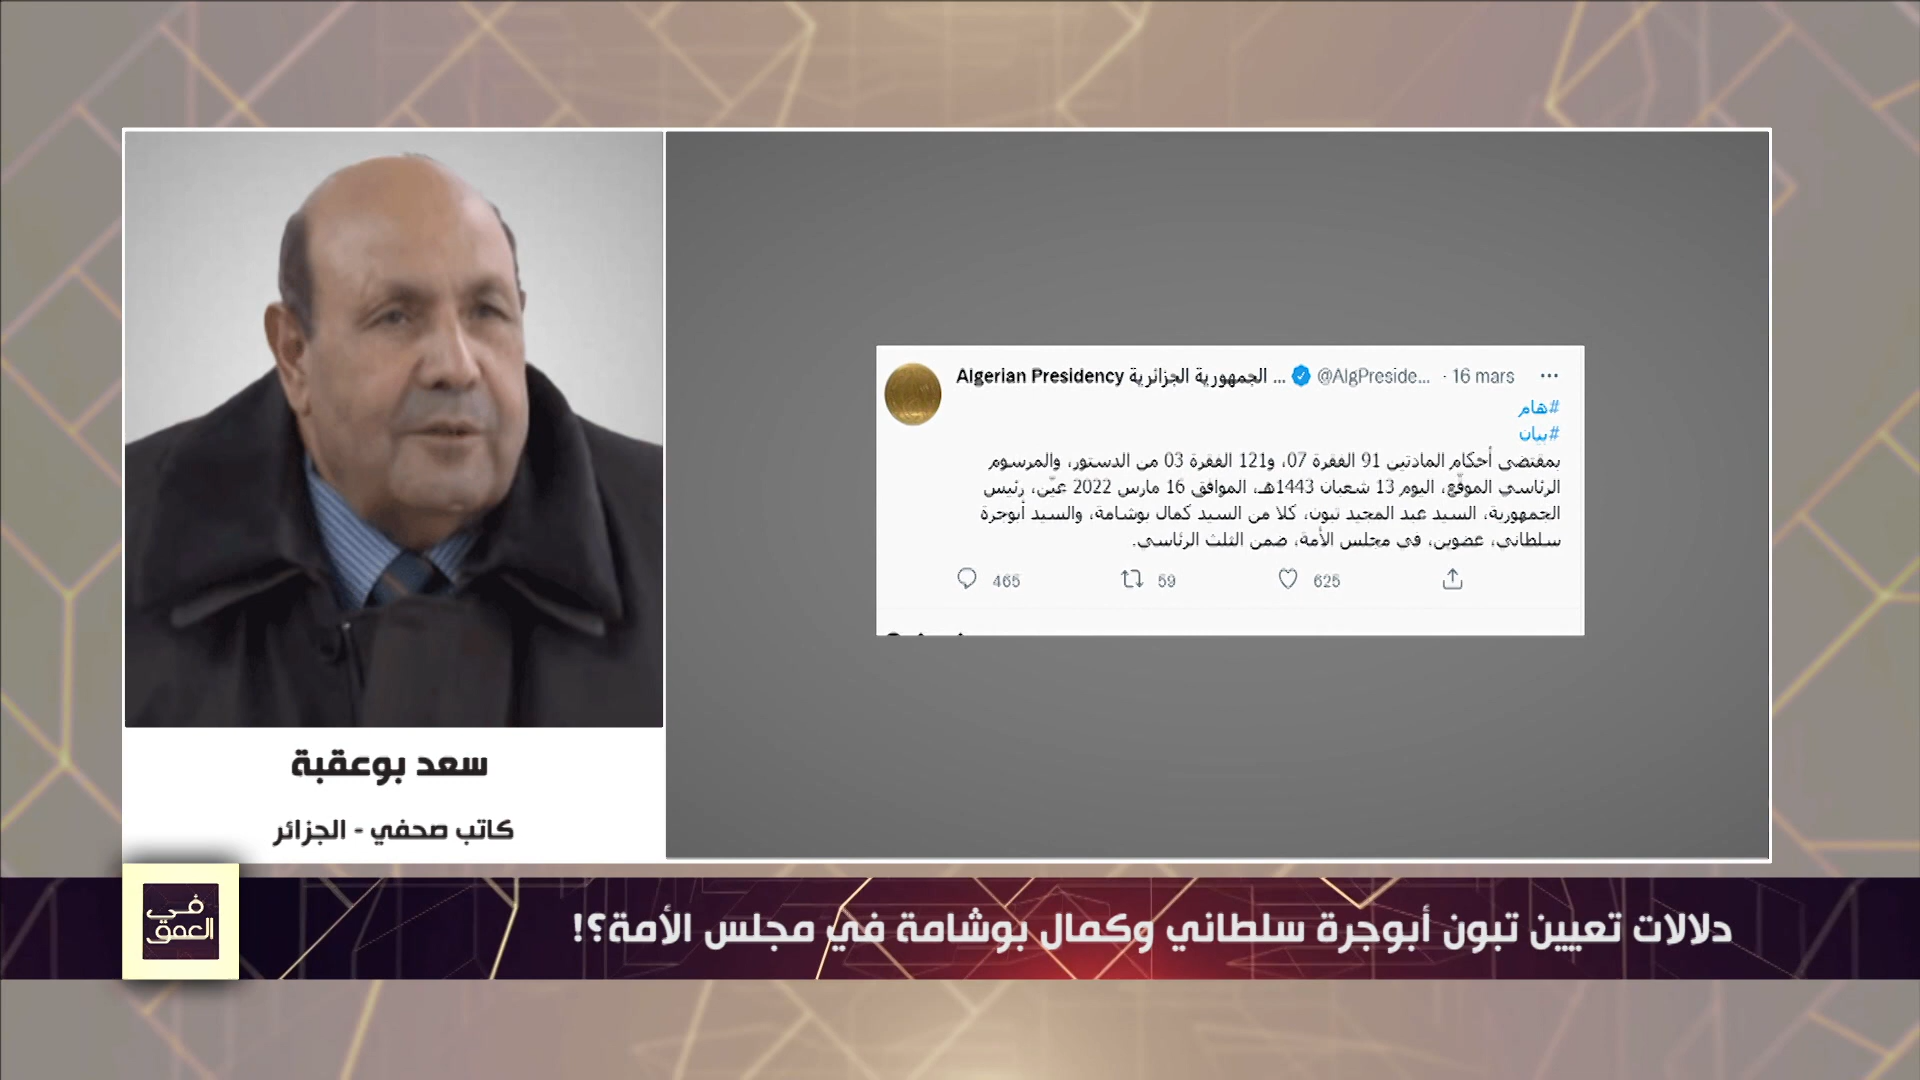 Algerian Presidency الجمهورية الجزائرية ... @AlgPreside... · 16 mars
#هام
#بيان
بمقتضى أحكام المادتين 91 الفقرة 07، و121 الفقرة 03 من الدستور، والمرسوم
الرئاسي الموقّع، اليوم 13 شعبان 1443هـ، الموافق 16 مارس 2022 عيّن، رئيس
الجمهورية، السيد عبد المجيد تبون، كلا من السيد كمال بوشامة، والسيد أبوجرة
سلطاني، عضوين، في مجلس الأمة، ضمن الثلث الرئاسي.
465 59 625
سعد بوعقبة
كاتب صحفي - الجزائر
في
العمق
دلالات تعيين تبون أبوجرة سلطاني وكمال بوشامة في مجلس الأمة؟!